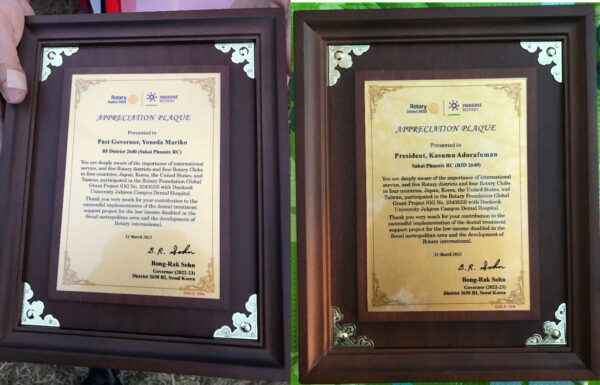 Rotary
District 3650
IMAGINE
ROTARY
APPRECIATION PLAQUE
Presented to
Past Governor, Yoneda Mariko
RI District 2640 (Sakai Phoenix RC)
You are deeply aware of the importance of international
service, and five Rotary districts and four Rotary Clubs
in four countries, Japan, Korea, the United States, and
Taiwan, participated in the Rotary Foundation Global
Grant Project (GG No. 2343553) with Dankook
University Jukjeon Campus Dental Hospital.
Thank you very much for your contribution to the
successful implementation of the dental treatment
support project for the low-income disabled in the
Seoul metropolitan area and the development of
Rotary international.
31 March 2023
B.R. Sohn
Bong-Rak Sohn
Governor (2022-23)
District 3650 RI, Seoul Korea
Rotary
District 3650
IMAGINE
ROTARY
APPRECIATION PLAQUE
Presented to
President, Kusumu Adorafuman
Sakai Phoenix RC (RID 2640)
You are deeply aware of the importance of international
service, and five Rotary districts and four Rotary Clubs
in four countries, Japan, Korea, the United States, and
Taiwan, participated in the Rotary Foundation Global
Grant Project (GG No. 2343553) with Dankook
University Jukjeon Campus Dental Hospital.
Thank you very much for your contribution to the
successful implementation of the dental treatment
support project for the low-income disabled in the
Seoul metropolitan area and the development of
Rotary international.
31 March 2023
B.R. Sohn
Bong-Rak Sohn
Governor (2022-23)
District 3650 RI, Seoul Korea